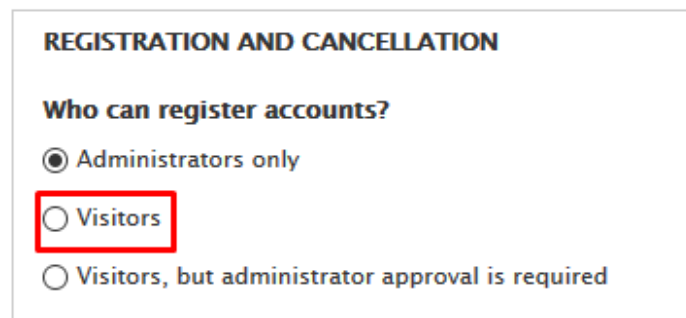 REGISTRATION AND CANCELLATION
Who can register accounts?
Administrators only
Visitors
Visitors, but administrator approval is required